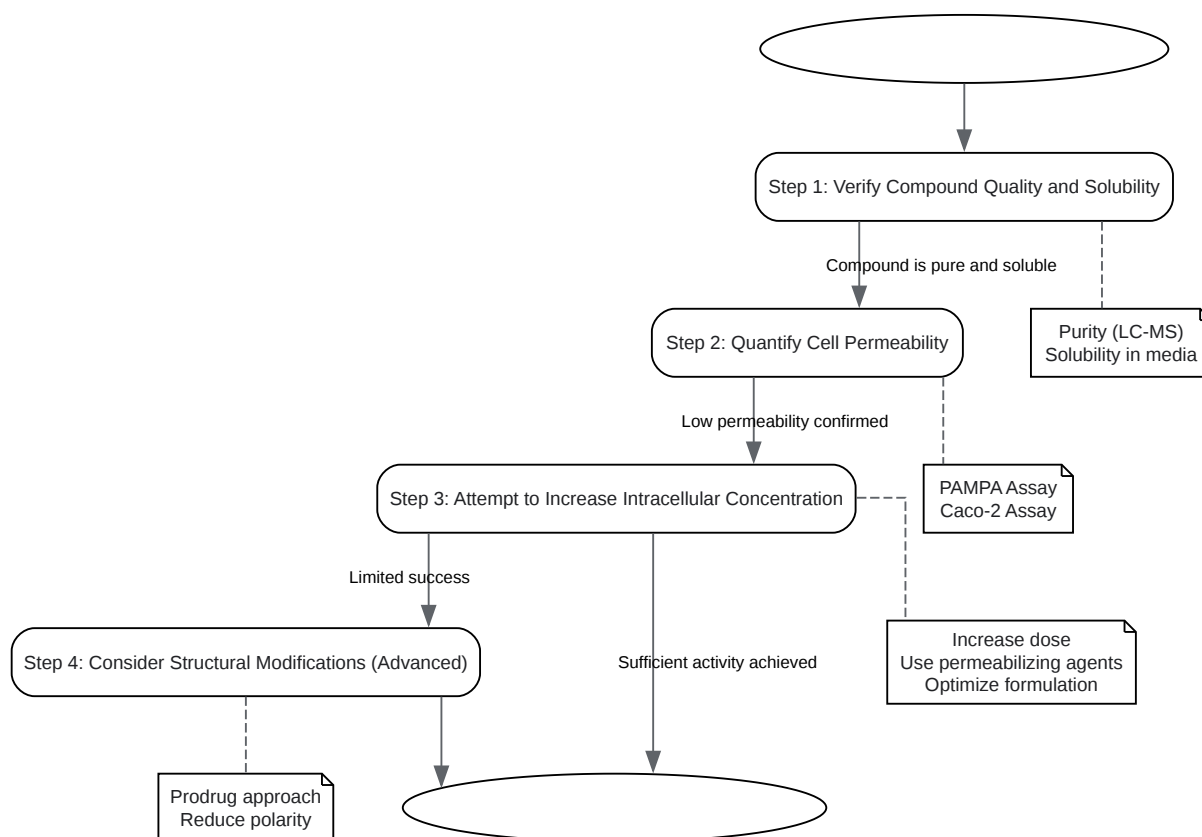 Step 1: Verify Compound Quality and Solubility
Compound is pure and soluble
Purity (LC-MS)
Solubility in media
Step 2: Quantify Cell Permeability
Low permeability confirmed
PAMPA Assay
Caco-2 Assay
Step 3: Attempt to Increase Intracellular Concentration
Limited success
Sufficient activity achieved
Increase dose
Use permeabilizing agents
Optimize formulation
Step 4: Consider Structural Modifications (Advanced)
Prodrug approach
Reduce polarity